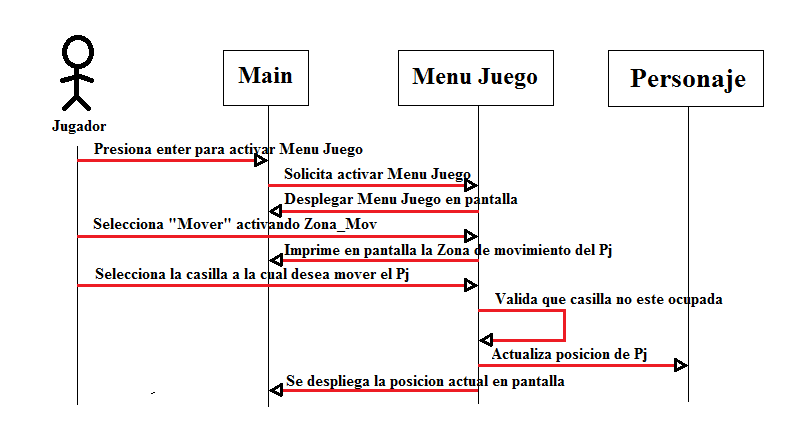 Main
Menu Juego
Personaje
Jugador
Presiona enter para activar Menu Juego
Solicita activar Menu Juego
Desplegar Menu Juego en pantalla
Selecciona "Mover" activando Zona_Mov
Imprime en pantalla la Zona de movimiento del Pj
Selecciona la casilla a la cual desea mover el Pj
Valida que casilla no este ocupada
Actualiza posicion de Pj
Se despliega la posicion actual en pantalla